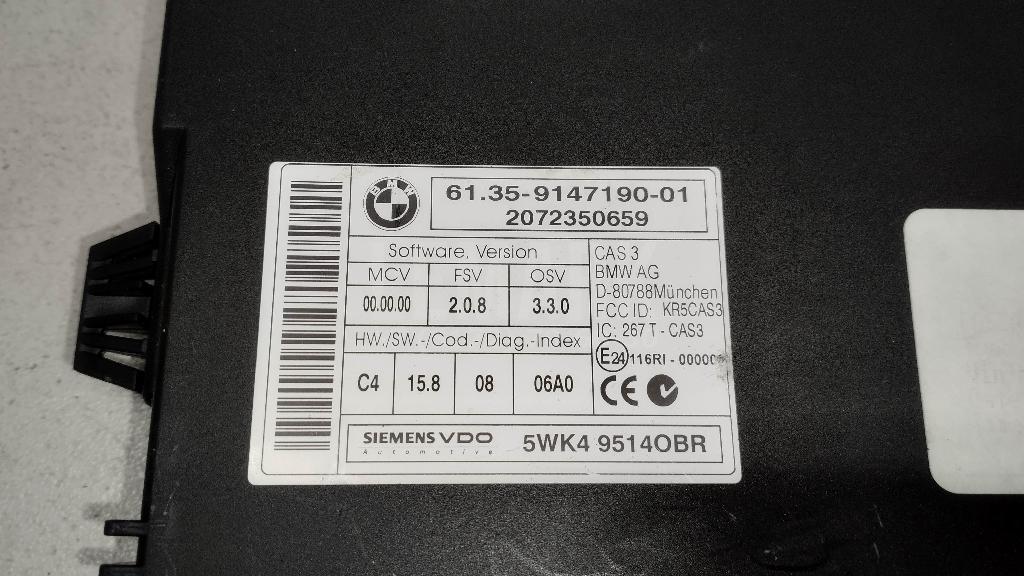 BMW
61.35-9147190-01
2072350659
Software, Version
MCV FSV OSV
00.00.00 2.0.8 3.3.0
HW./SW.-/Cod.-/Diag.-Index
C4 15.8 08 06A0
CAS 3
BMW AG
D-80788München
FCC ID: KR5CAS3
IC: 267 T - CAS3
E24 116RI - 00000
CE
SIEMENS VDO
Automotive
5WK4 9514OBR